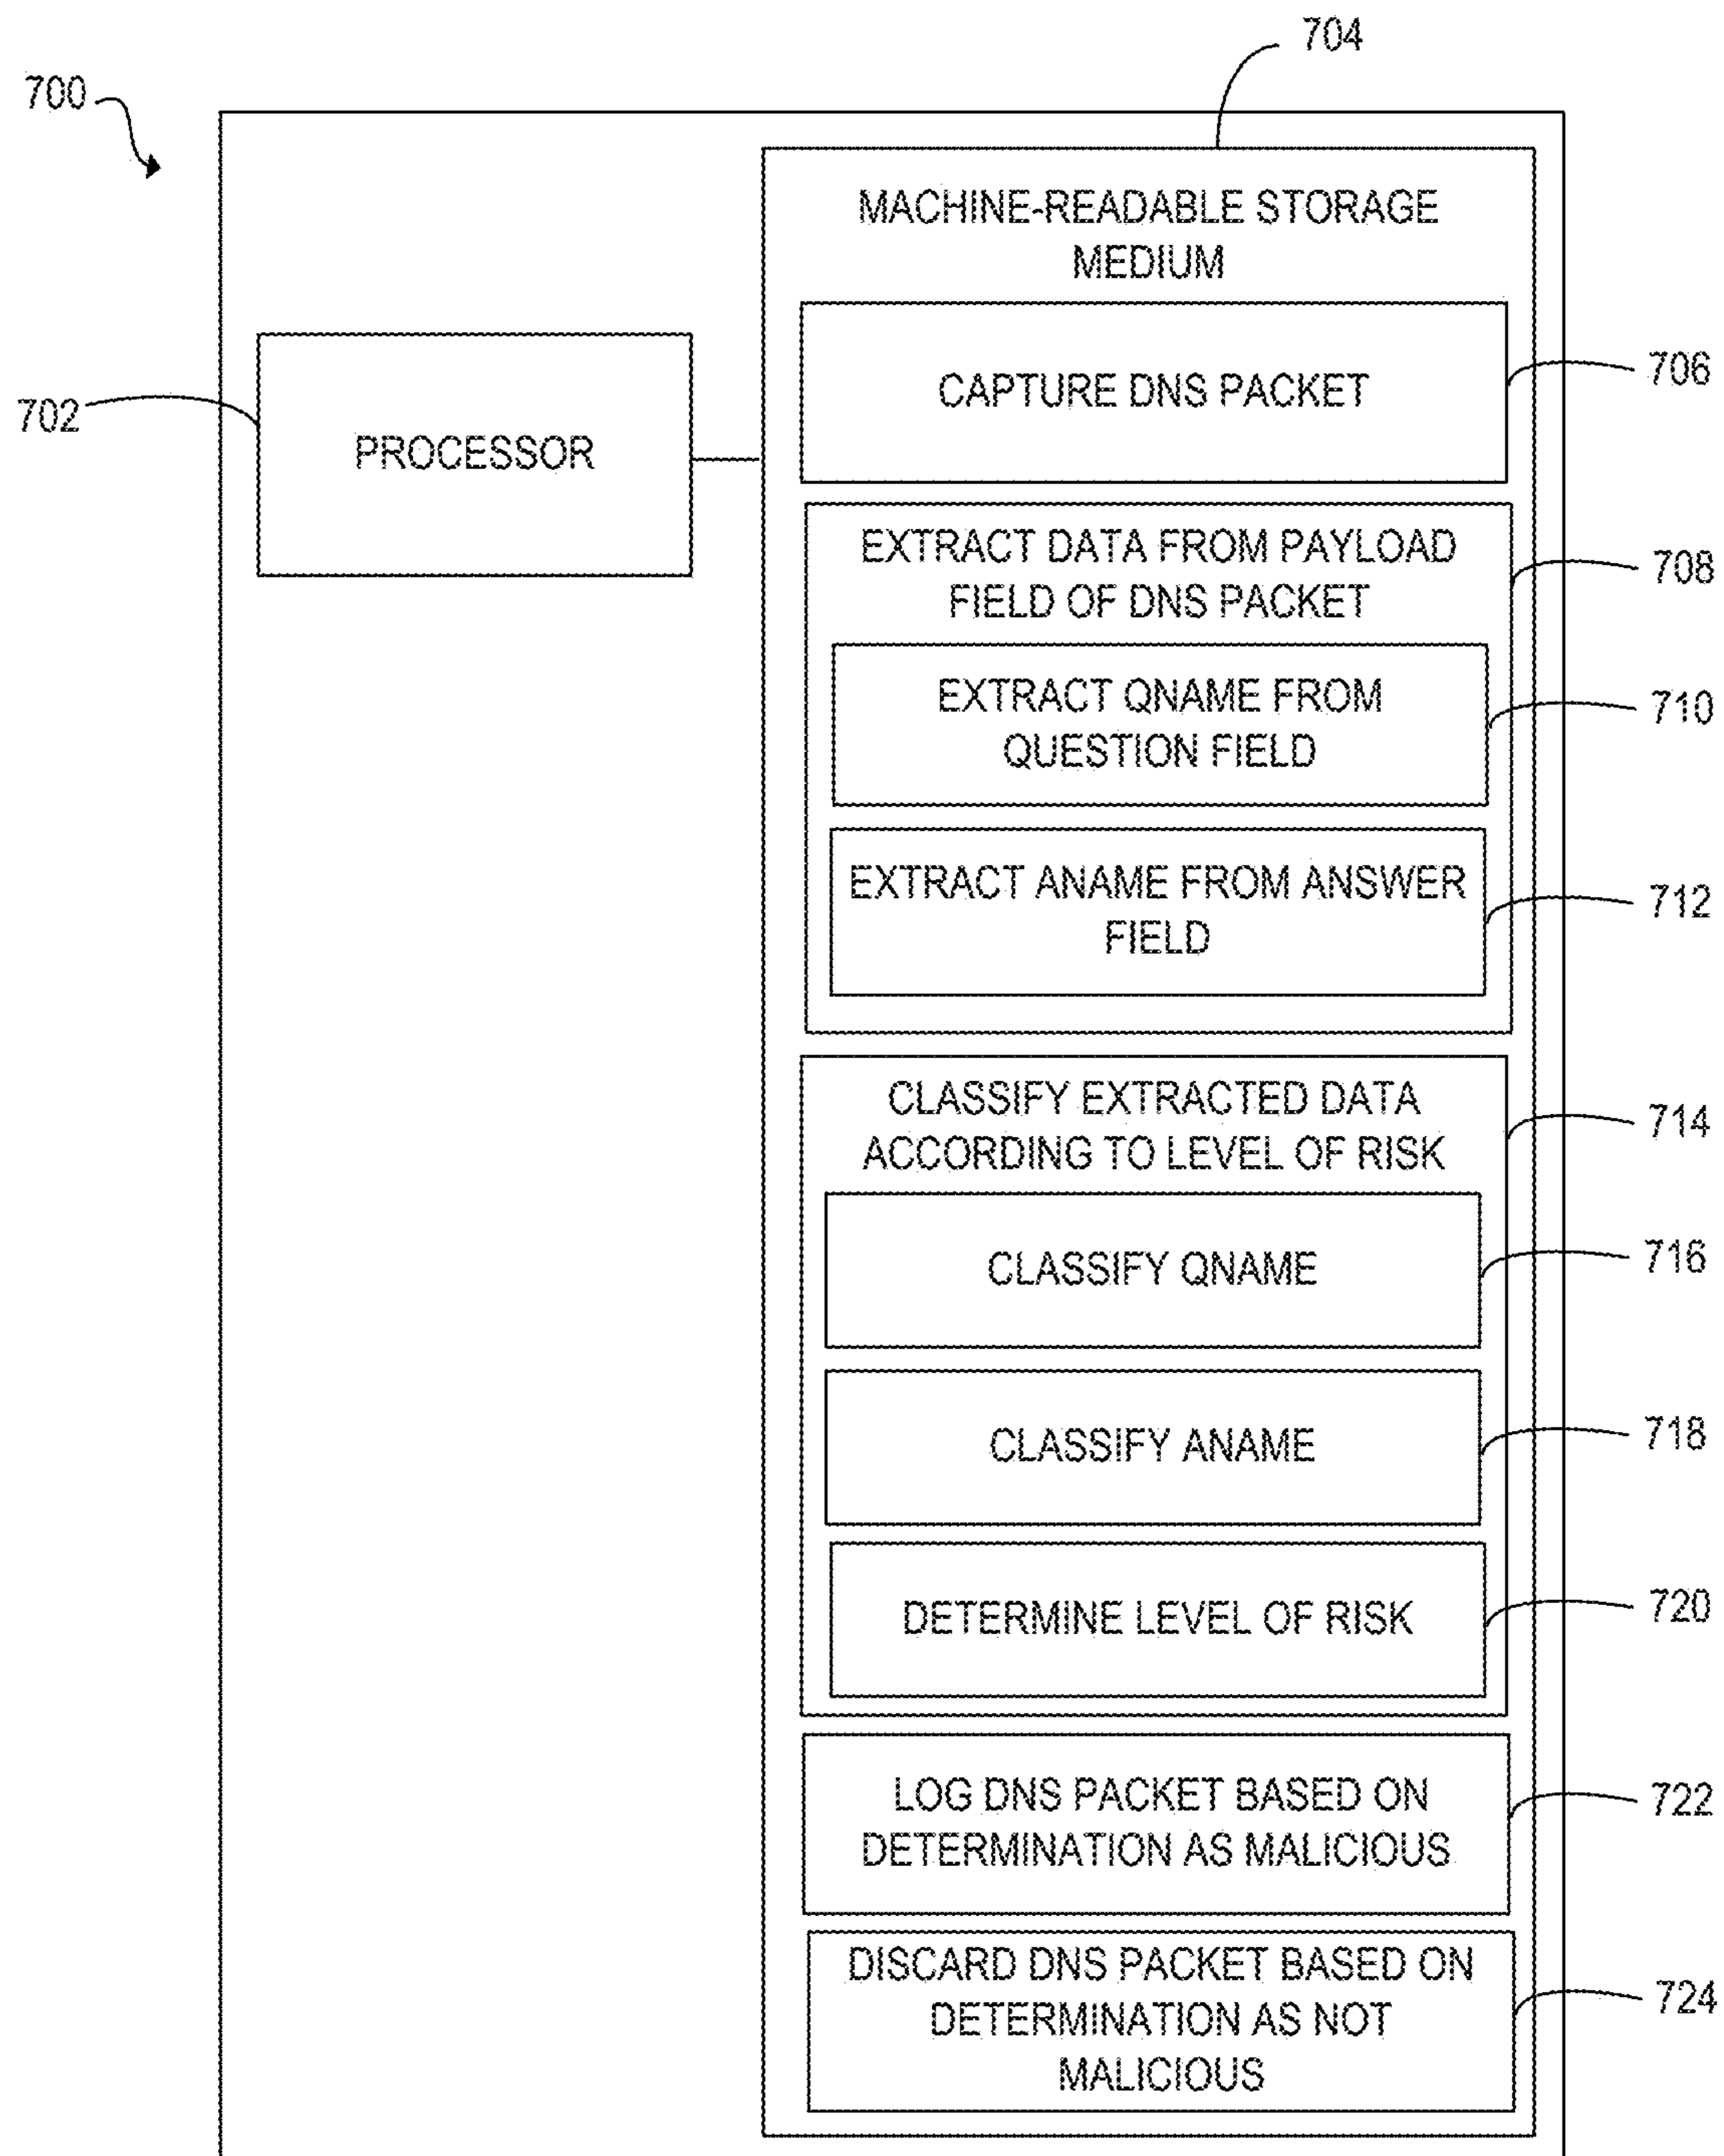 704
700
MACHINE-READABLE STORAGE
MEDIUM
CAPTURE DNS PACKET
706
702
PROCESSOR
EXTRACT DATA FROM PAYLOAD
FIELD OF DNS PACKET
708
EXTRACT QNAME FROM
QUESTION FIELD
710
EXTRACT ANAME FROM ANSWER
FIELD
712
CLASSIFY EXTRACTED DATA
ACCORDING TO LEVEL OF RISK
714
CLASSIFY QNAME
716
CLASSIFY ANAME
718
DETERMINE LEVEL OF RISK
720
LOG DNS PACKET BASED ON
DETERMINATION AS MALICIOUS
722
DISCARD DNS PACKET BASED ON
DETERMINATION AS NOT
MALICIOUS
724